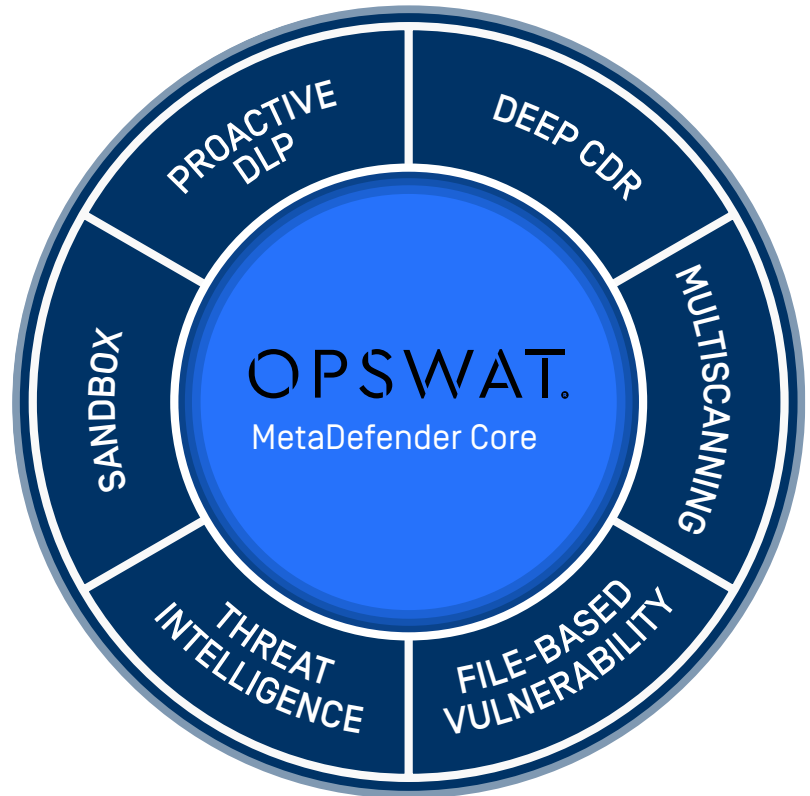 PROACTIVE
DLP
DEEP CDR
MULTISCANNING
FILE-BASED
VULNERABILITY
THREAT
INTELLIGENCE
SANDBOX
OPSWAT.
MetaDefender Core